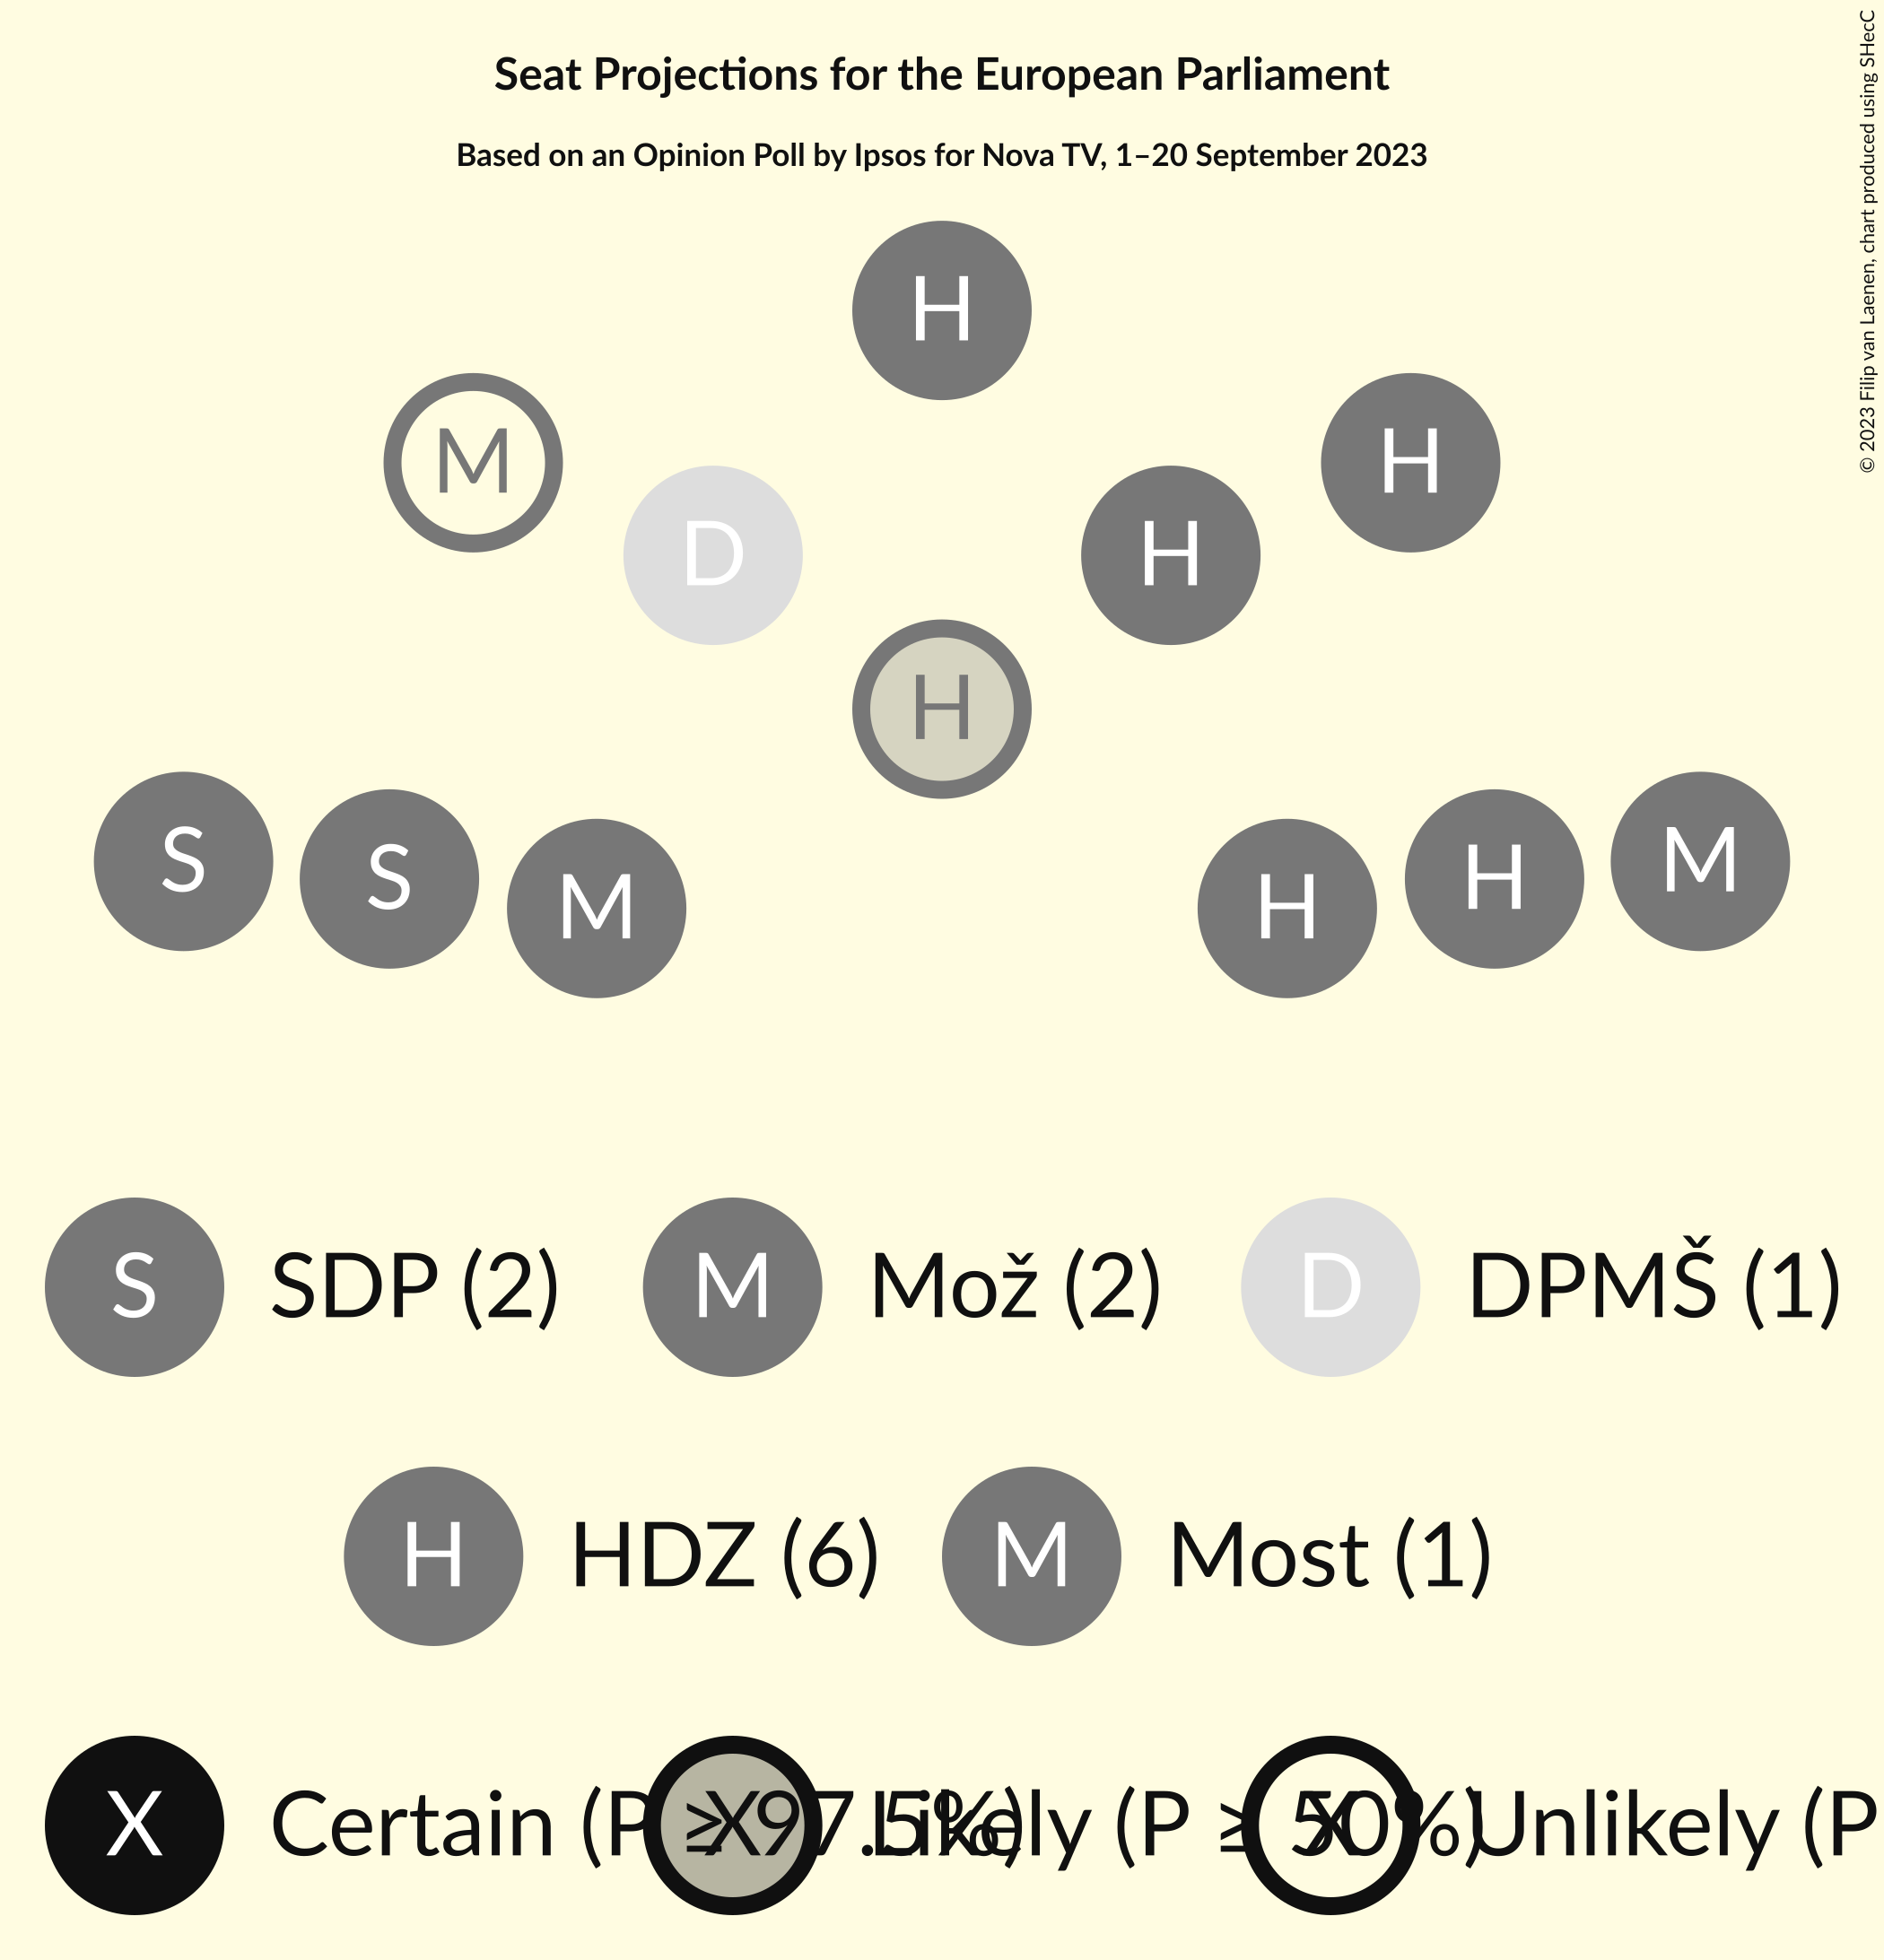 Seat Projections for the European Parliament
Based on an Opinion Poll by Ipsos for Nova TV, 1–20 September 2023
© 2023 Filip van Laenen, chart produced using SHecC
H
M
H
D
H
H
S
M
S
H
M
H
S SDP (2) M Mož (2) D DPMŠ (1)
H HDZ (6) M Most (1)
X Certain (P ≥ 97.5%) X Likely (P ≥ 50%) X Unlikely (P